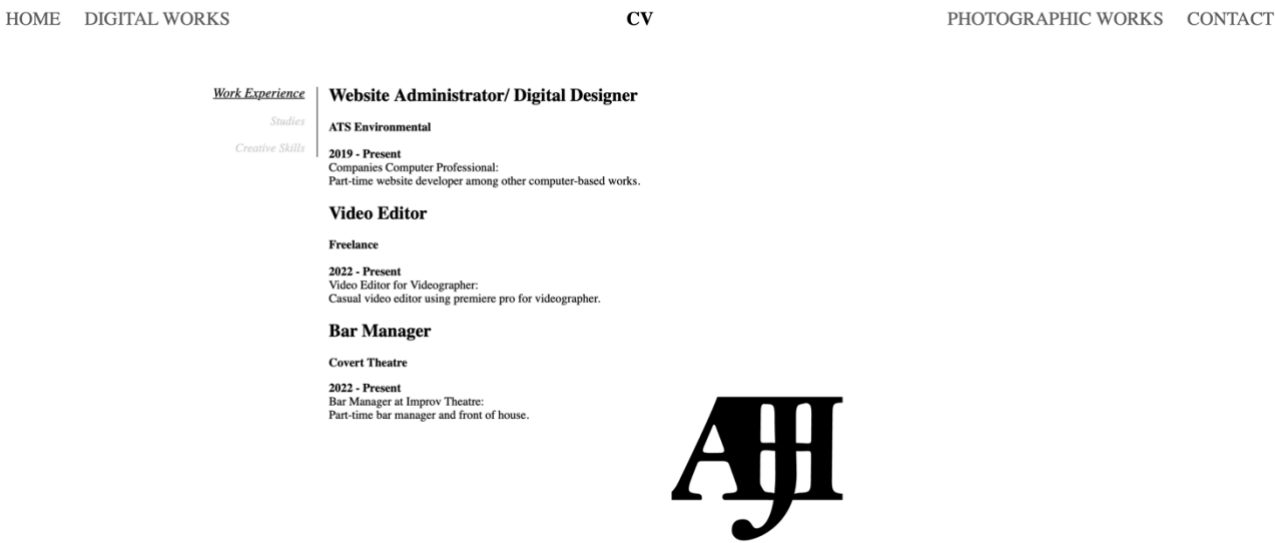 HOME DIGITAL WORKS CV PHOTOGRAPHIC WORKS CONTACT
Work Experience
Studies
Creative Skills
Website Administrator/ Digital Designer
ATS Environmental
2019 - Present
Companies Computer Professional:
Part-time website developer among other computer-based works.
Video Editor
Freelance
2022 - Present
Video Editor for Videographer:
Casual video editor using premiere pro for videographer.
Bar Manager
Covert Theatre
2022 - Present
Bar Manager at Improv Theatre:
Part-time bar manager and front of house.
AJH